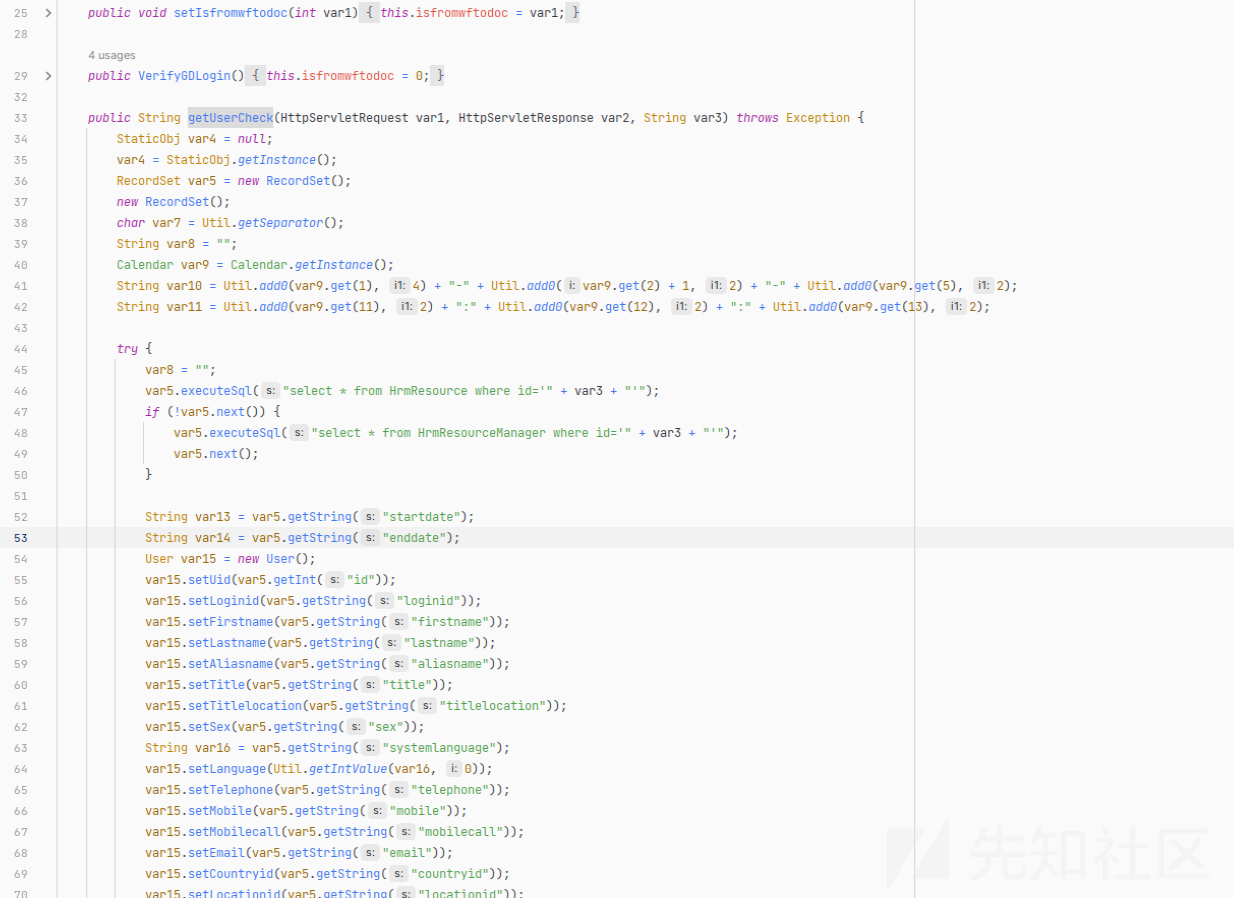 25 > public void setIsfromwftodoc(int var1) { this.isfromwftodoc = var1; }
28
4 usages
29 > public VerifyGDLogin() { this.isfromwftodoc = 0; }
32
33 public String getUserCheck(HttpServletRequest var1, HttpServletResponse var2, String var3) throws Exception {
34 StaticObj var4 = null;
35 var4 = StaticObj.getInstance();
36 RecordSet var5 = new RecordSet();
37 new RecordSet();
38 char var7 = Util.getSeparator();
39 String var8 = "";
40 Calendar var9 = Calendar.getInstance();
41 String var10 = Util.add0(var9.get(1), i1: 4) + "-" + Util.add0( i: var9.get(2) + 1, i1: 2) + "-" + Util.add0(var9.get(5), i1: 2);
42 String var11 = Util.add0(var9.get(11), i1: 2) + ":" + Util.add0(var9.get(12), i1: 2) + ":" + Util.add0(var9.get(13), i1: 2);
43
44 try {
45 var8 = "";
46 var5.executeSql( s: "select * from HrmResource where id='" + var3 + "'");
47 if (!var5.next()) {
48 var5.executeSql( s: "select * from HrmResourceManager where id='" + var3 + "'");
49 var5.next();
50 }
51
52 String var13 = var5.getString( s: "startdate");
53 String var14 = var5.getString( s: "enddate");
54 User var15 = new User();
55 var15.setUid(var5.getInt( s: "id"));
56 var15.setLoginid(var5.getString( s: "loginid"));
57 var15.setFirstname(var5.getString( s: "firstname"));
58 var15.setLastname(var5.getString( s: "lastname"));
59 var15.setAliasname(var5.getString( s: "aliasname"));
60 var15.setTitle(var5.getString( s: "title"));
61 var15.setTitlelocation(var5.getString( s: "titlelocation"));
62 var15.setSex(var5.getString( s: "sex"));
63 String var16 = var5.getString( s: "systemlanguage");
64 var15.setLanguage(Util.getIntValue(var16, i: 0));
65 var15.setTelephone(var5.getString( s: "telephone"));
66 var15.setMobile(var5.getString( s: "mobile"));
67 var15.setMobilecall(var5.getString( s: "mobilecall"));
68 var15.setEmail(var5.getString( s: "email"));
69 var15.setCountryid(var5.getString( s: "countryid"));
70 var15.setLocationid(var5.getString( s: "locationid"));
先知社区